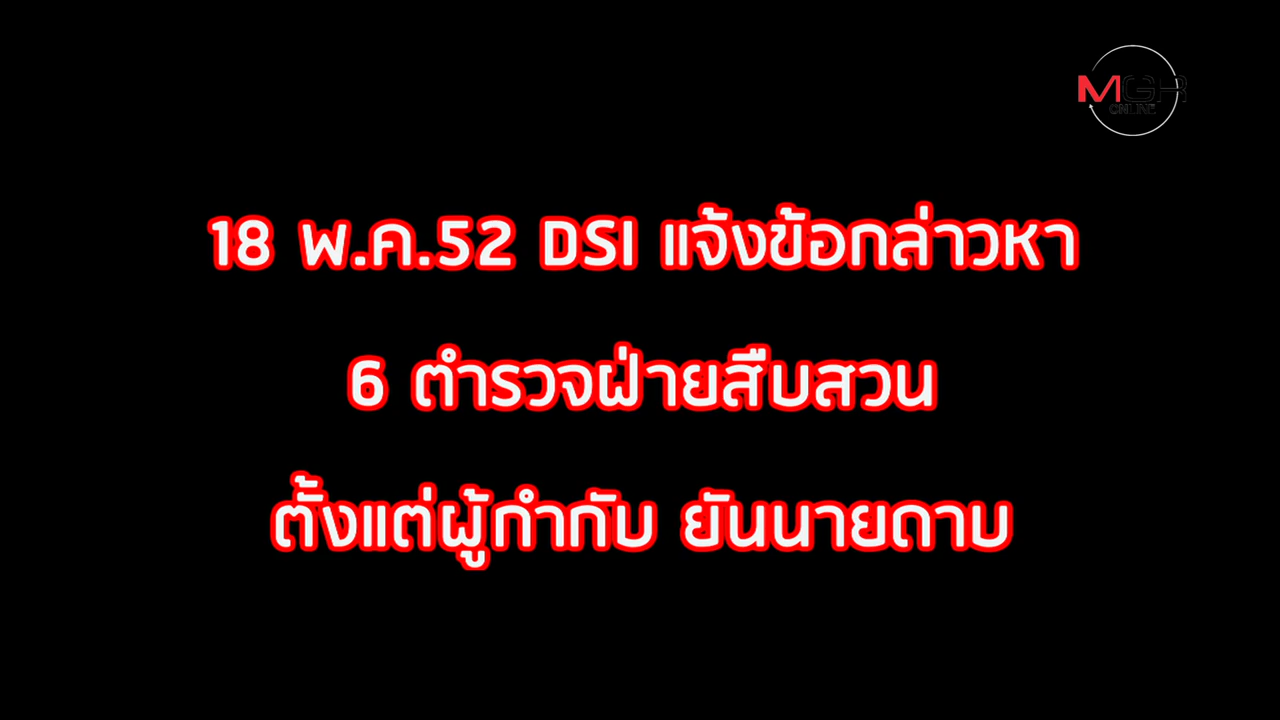 MGR
ONLINE
18 พ.ค.52 DSI แจ้งข้อกล่าวหา
6 ตำรวจฝ่ายสืบสวน
ตั้งแต่ผู้กำกับ ยันนายดาบ